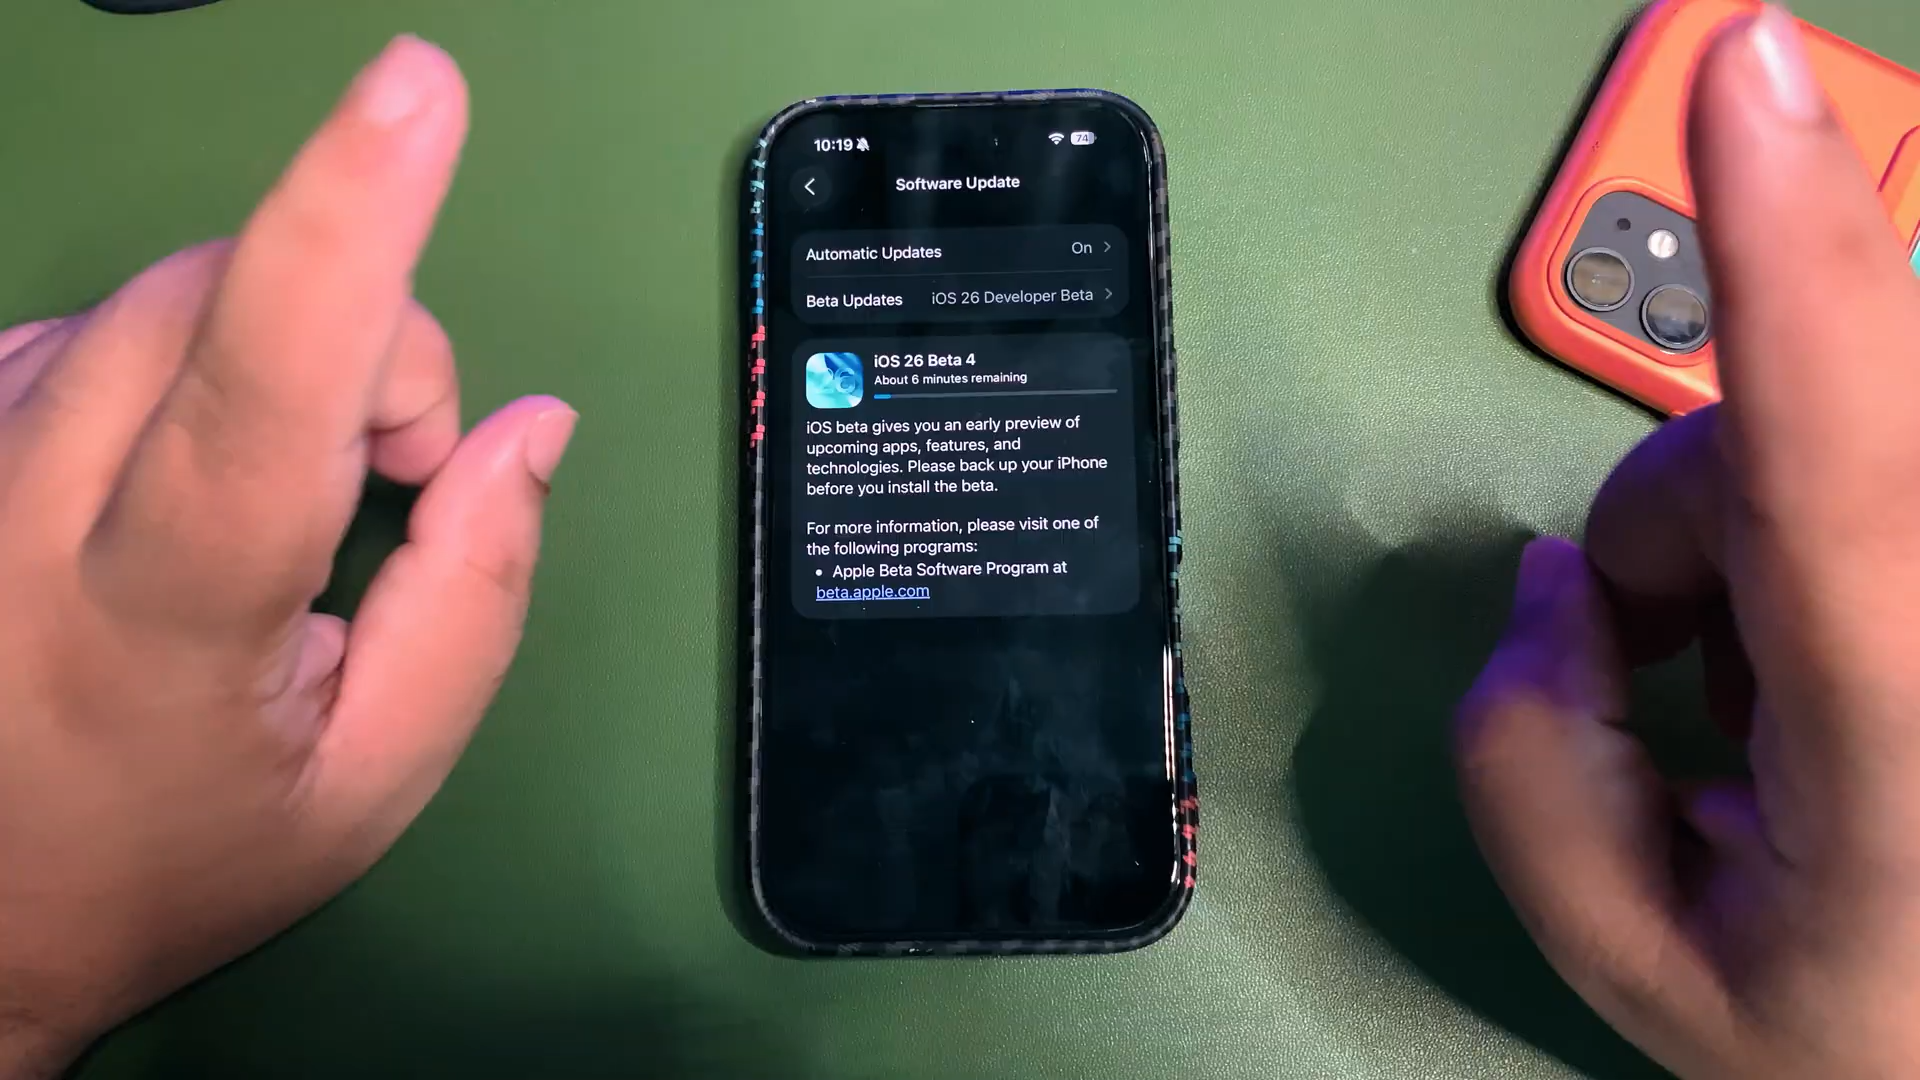 10:19
74
Software Update
Automatic Updates On
Beta Updates iOS 26 Developer Beta
26
iOS 26 Beta 4
About 6 minutes remaining
iOS beta gives you an early preview of
upcoming apps, features, and
technologies. Please back up your iPhone
before you install the beta.
For more information, please visit one of
the following programs:
• Apple Beta Software Program at
beta.apple.com